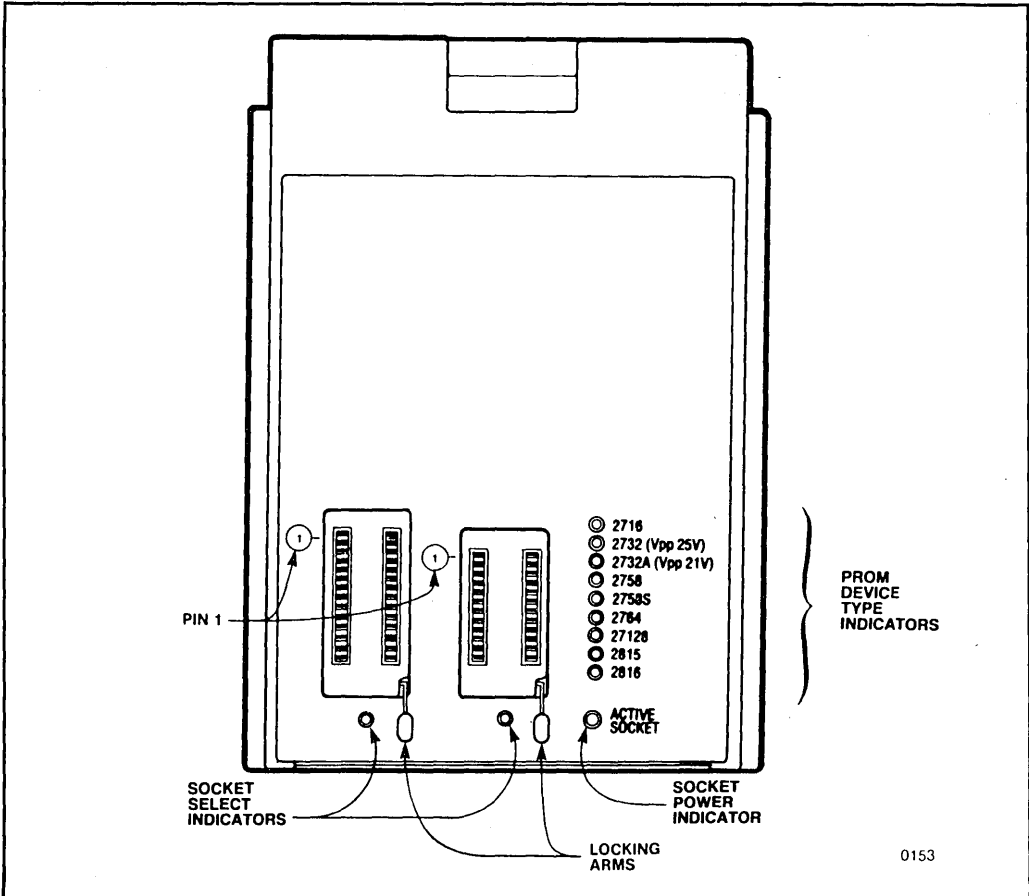 1
1
PIN 1
2716
2732 (Vpp 25V)
2732A (Vpp 21V)
2758
2758S
2764
27128
2815
2816
PROM
DEVICE
TYPE
INDICATORS
ACTIVE
SOCKET
SOCKET
SELECT
INDICATORS
SOCKET
POWER
INDICATOR
LOCKING
ARMS
0153